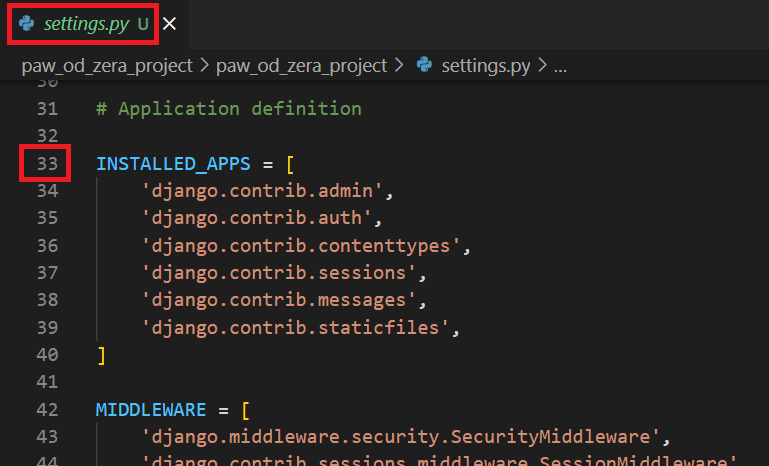 settings.py U ×
paw_od_zera_project > paw_od_zera_project > settings.py > ...
30
31 # Application definition
32
33 INSTALLED_APPS = [
34     'django.contrib.admin',
35     'django.contrib.auth',
36     'django.contrib.contenttypes',
37     'django.contrib.sessions',
38     'django.contrib.messages',
39     'django.contrib.staticfiles',
40 ]
41
42 MIDDLEWARE = [
43     'django.middleware.security.SecurityMiddleware',
44     'django.contrib.sessions.middleware.SessionMiddleware'